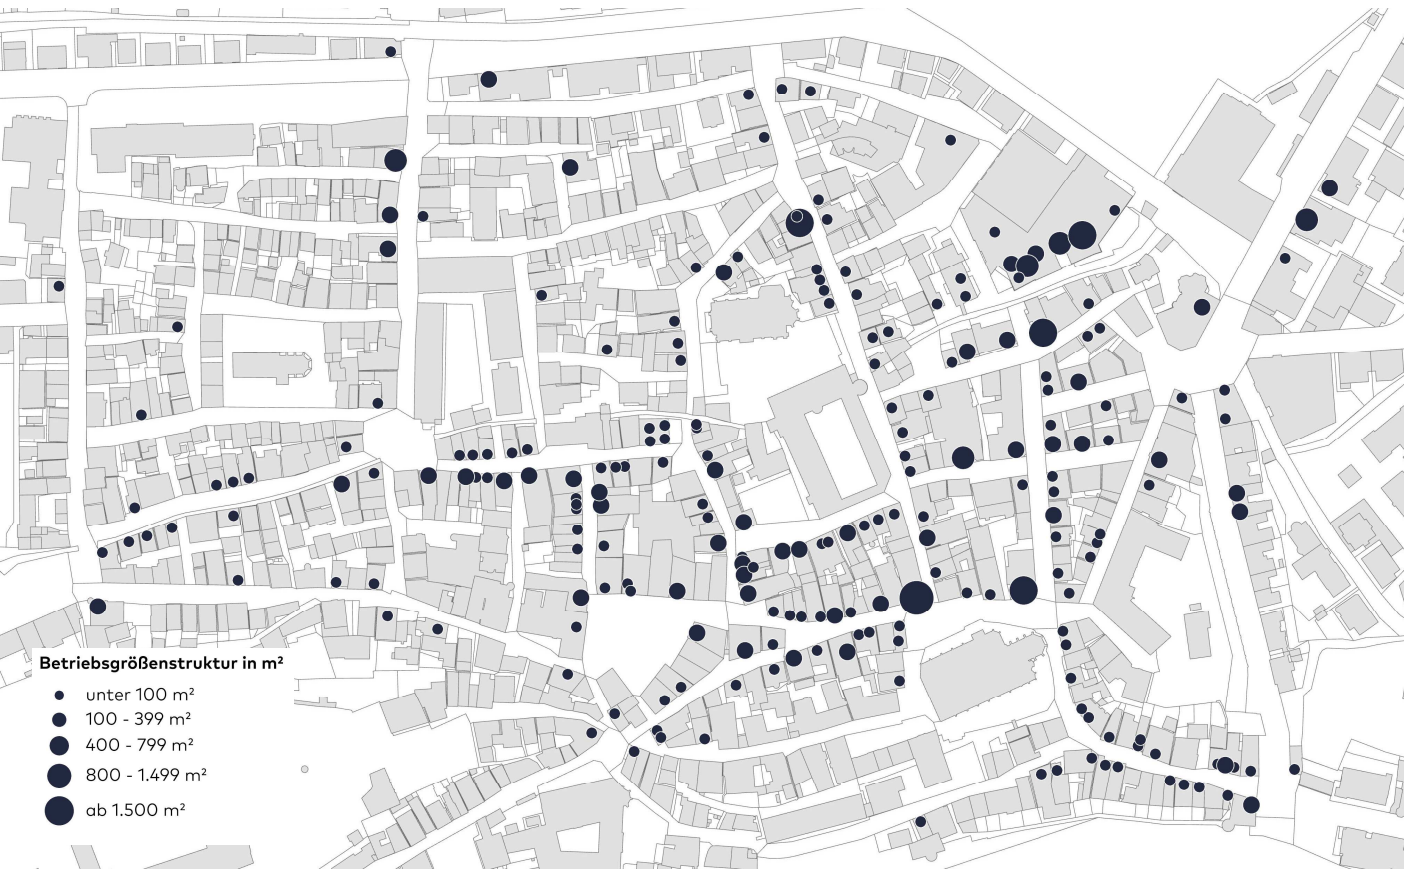 Betriebsgrößenstruktur in m²
unter 100 m²
100 - 399 m²
400 - 799 m²
800 - 1.499 m²
ab 1.500 m²